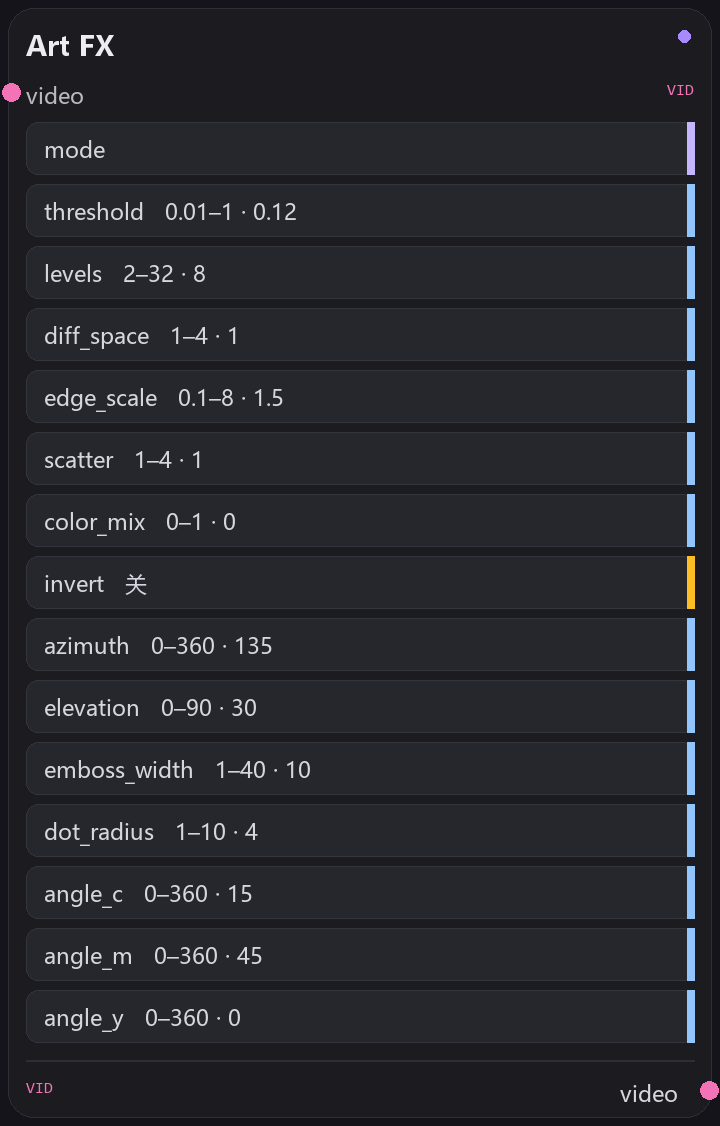 Art FX
video VID
mode
threshold 0.01–1 · 0.12
levels 2–32 · 8
diff_space 1–4 · 1
edge_scale 0.1–8 · 1.5
scatter 1–4 · 1
color_mix 0–1 · 0
invert 关
azimuth 0–360 · 135
elevation 0–90 · 30
emboss_width 1–40 · 10
dot_radius 1–10 · 4
angle_c 0–360 · 15
angle_m 0–360 · 45
angle_y 0–360 · 0
VID video